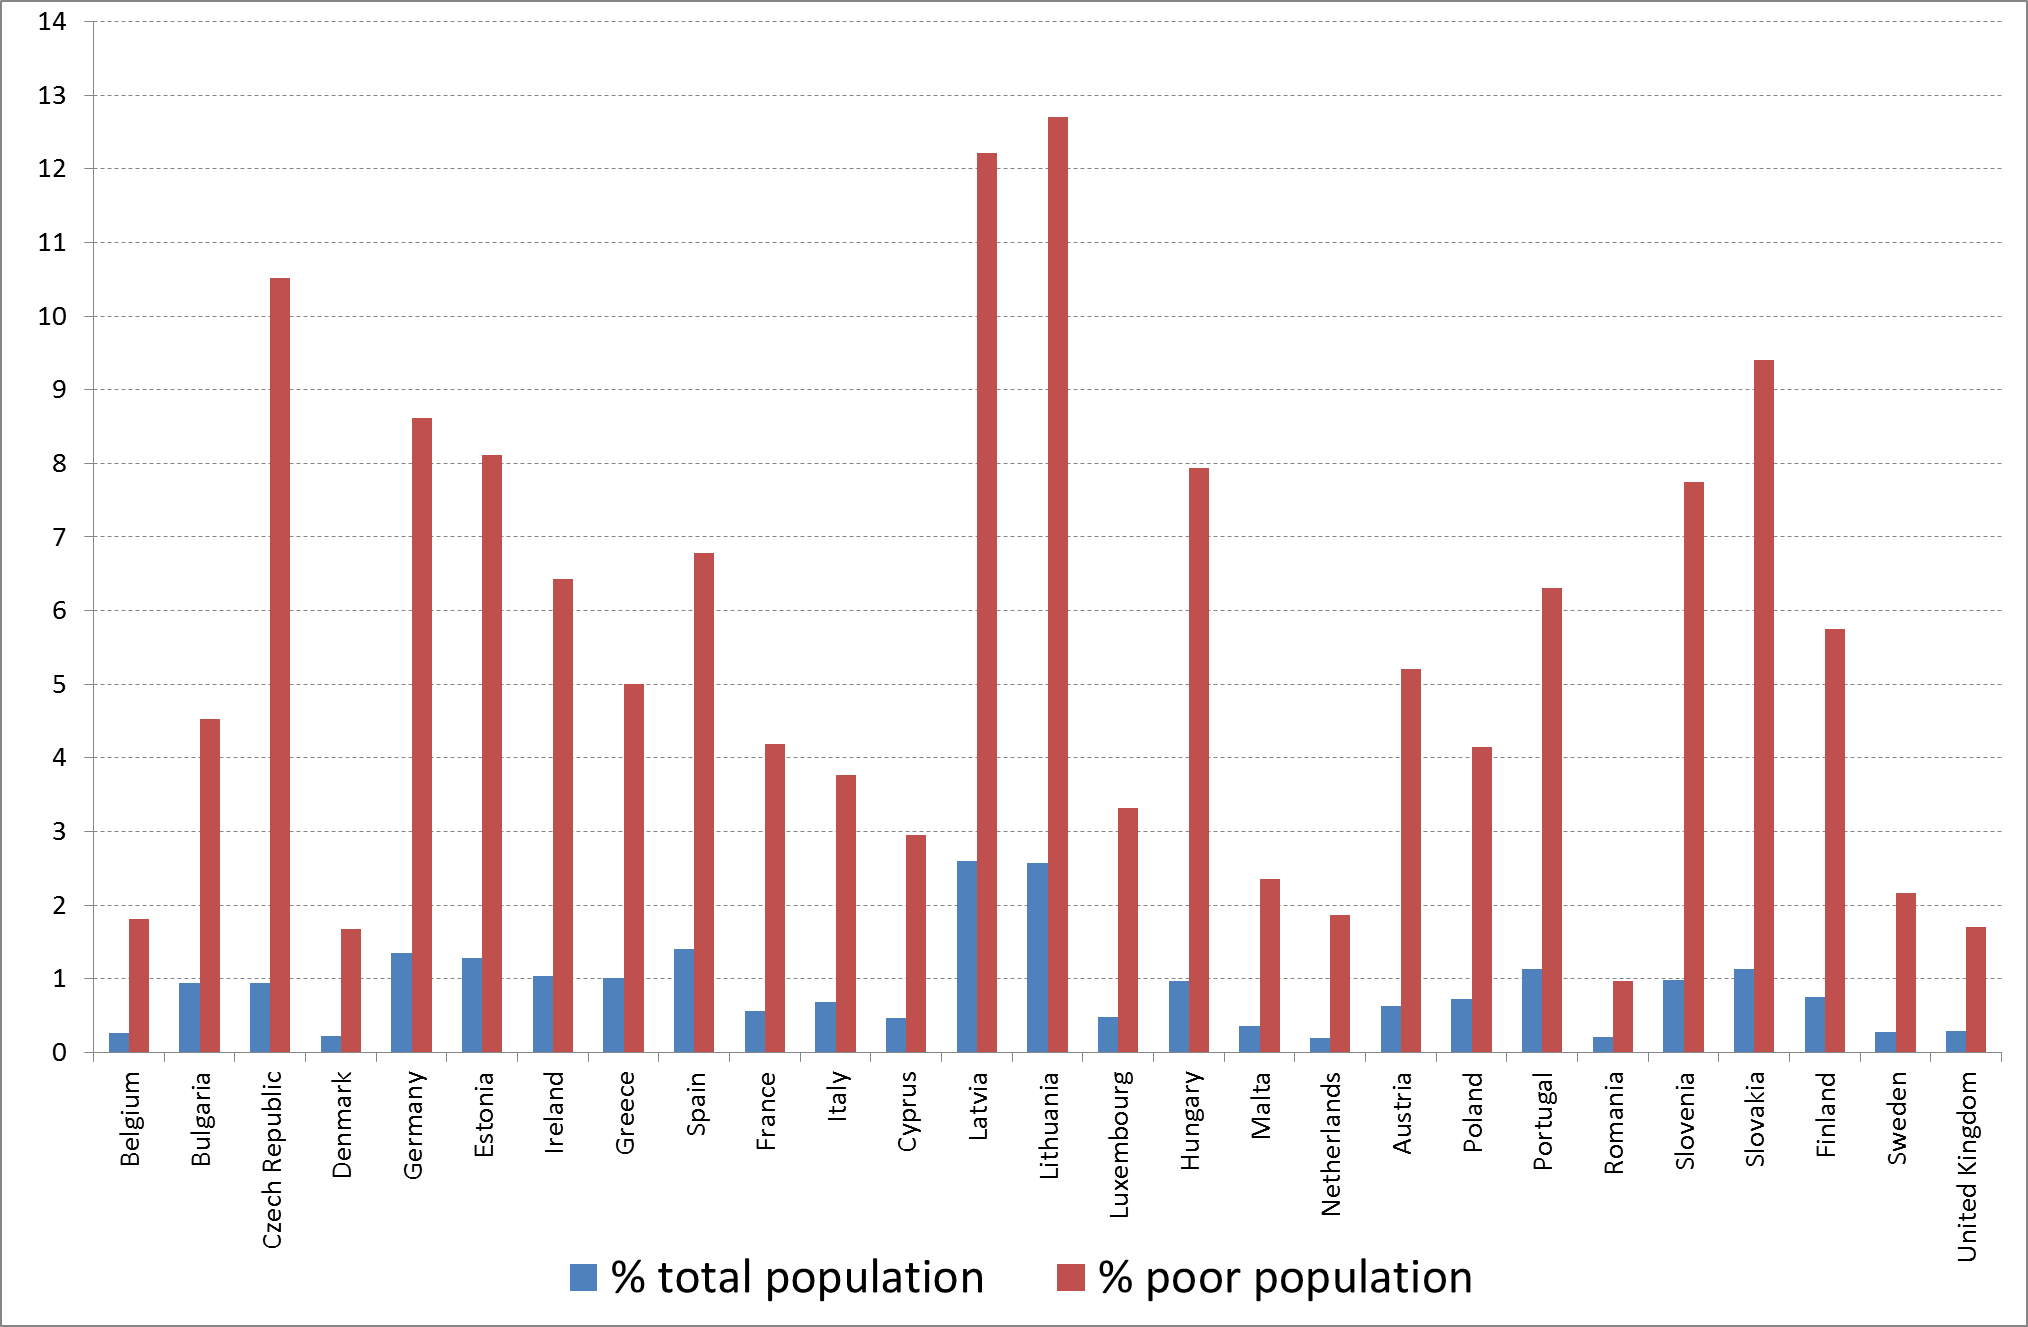 14
13
12
11
10
9
8
7
6
5
4
3
2
1
0
Belgium
Bulgaria
Czech Republic
Denmark
Germany
Estonia
Ireland
Greece
Spain
France
Italy
Cyprus
Latvia
Lithuania
Luxembourg
Hungary
Malta
Netherlands
Austria
Poland
Portugal
Romania
Slovenia
Slovakia
Finland
Sweden
United Kingdom
% total population
% poor population